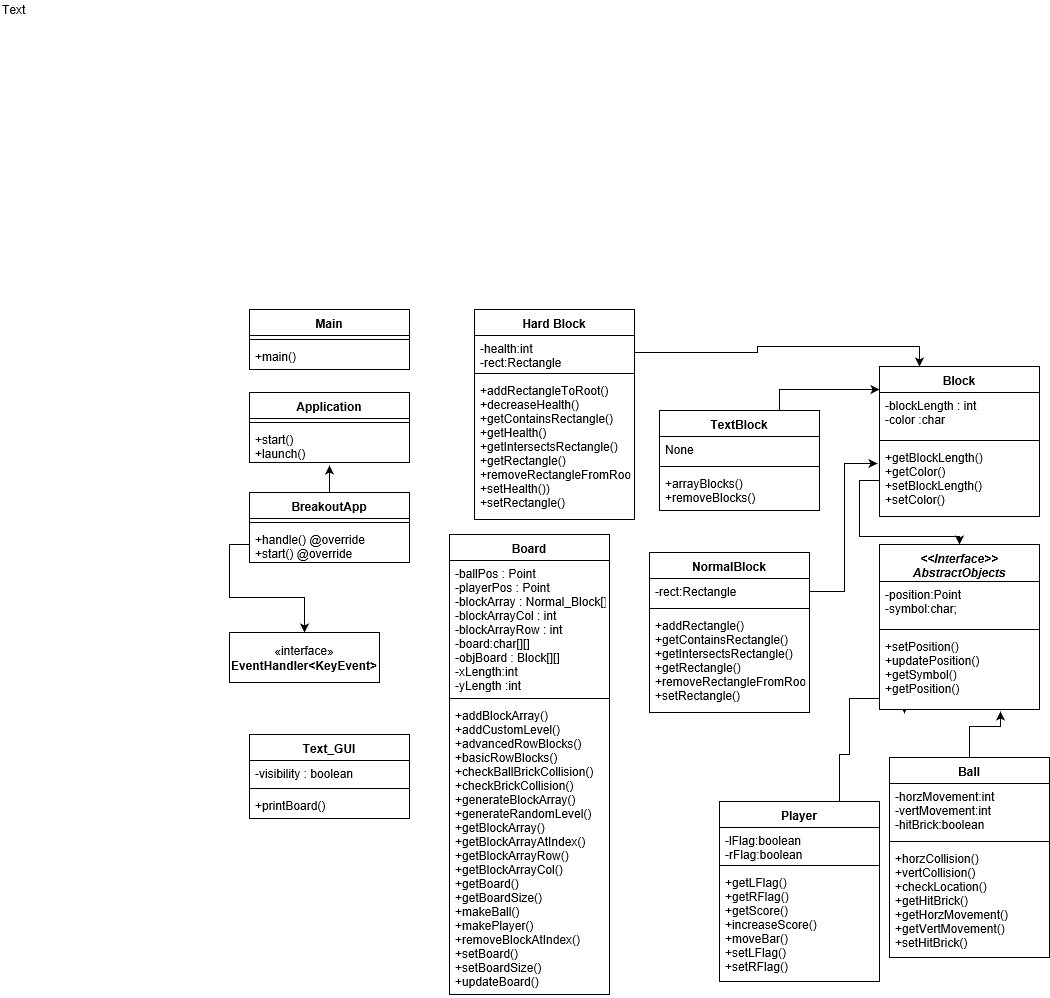 Text
Main
+main()
Application
+start()
+launch()
BreakoutApp
+handle() @override
+start() @override
«interface»
EventHandler<KeyEvent>
Text_GUI
-visibility : boolean
+printBoard()
Hard Block
-health:int
-rect:Rectangle
+addRectangleToRoot()
+decreaseHealth()
+getContainsRectangle()
+getHealth()
+getIntersectsRectangle()
+getRectangle()
+removeRectangleFromRoo
+setHealth())
+setRectangle()
Board
-ballPos : Point
-playerPos : Point
-blockArray : Normal_Block[]
-blockArrayCol : int
-blockArrayRow : int
-board:char[][]
-objBoard : Block[][]
-xLength:int
-yLength :int
+addBlockArray()
+addCustomLevel()
+advancedRowBlocks()
+basicRowBlocks()
+checkBallBrickCollision()
+checkBrickCollision()
+generateBlockArray()
+generateRandomLevel()
+getBlockArray()
+getBlockArrayAtIndex()
+getBlockArrayRow()
+getBlockArrayCol()
+getBoard()
+getBoardSize()
+makeBall()
+makePlayer()
+removeBlockAtIndex()
+setBoard()
+setBoardSize()
+updateBoard()
TextBlock
None
+arrayBlocks()
+removeBlocks()
NormalBlock
-rect:Rectangle
+addRectangle()
+getContainsRectangle()
+getIntersectsRectangle()
+getRectangle()
+removeRectangleFromRoo
+setRectangle()
Block
-blockLength : int
-color :char
+getBlockLength()
+getColor()
+setBlockLength()
+setColor()
<<Interface>>
AbstractObjects
-position:Point
-symbol:char;
+setPosition()
+updatePosition()
+getSymbol()
+getPosition()
Player
-lFlag:boolean
-rFlag:boolean
+getLFlag()
+getRFlag()
+getScore()
+increaseScore()
+moveBar()
+setLFlag()
+setRFlag()
Ball
-horzMovement:int
-vertMovement:int
-hitBrick:boolean
+horzCollision()
+vertCollision()
+checkLocation()
+getHitBrick()
+getHorzMovement()
+getVertMovement()
+setHitBrick()